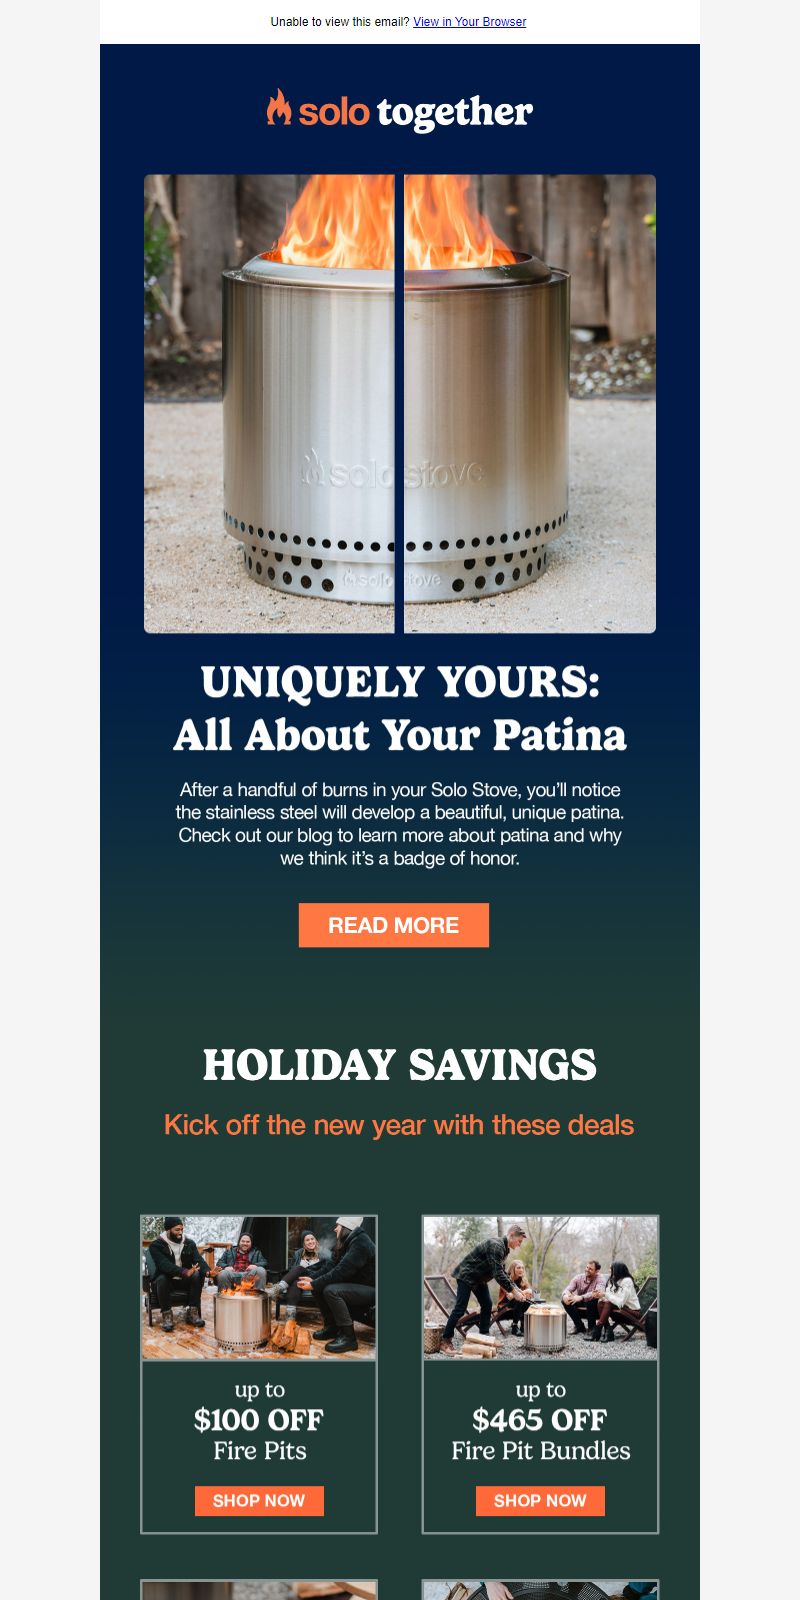 Unable to view this email? View in Your Browser
solo together
solo stove
solo stove
UNIQUELY YOURS:
All About Your Patina
After a handful of burns in your Solo Stove, you'll notice
the stainless steel will develop a beautiful, unique patina.
Check out our blog to learn more about patina and why
we think it's a badge of honor.
READ MORE
HOLIDAY SAVINGS
Kick off the new year with these deals
up to
$100 OFF
Fire Pits
SHOP NOW
up to
$465 OFF
Fire Pit Bundles
SHOP NOW